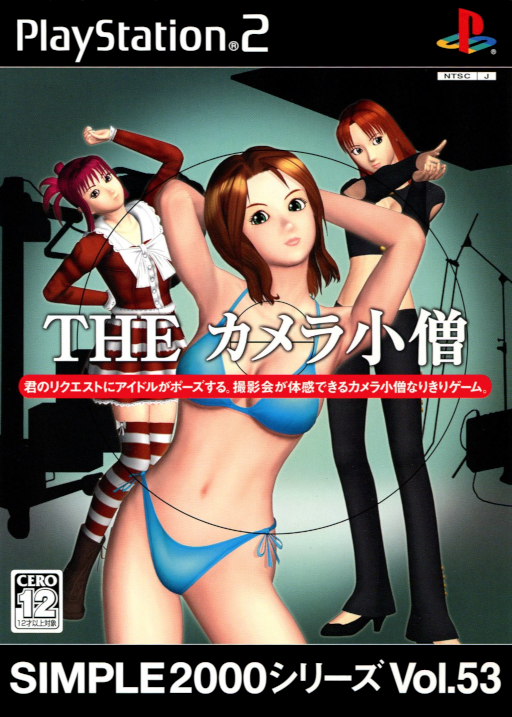 PlayStation®2
NTSC J
THE カメラ小僧
君のリクエストにアイドルがポーズする。撮影会が体感できるカメラ小僧なりきりゲーム。
CERO
12
12才以上対象
SIMPLE2000シリーズ Vol.53